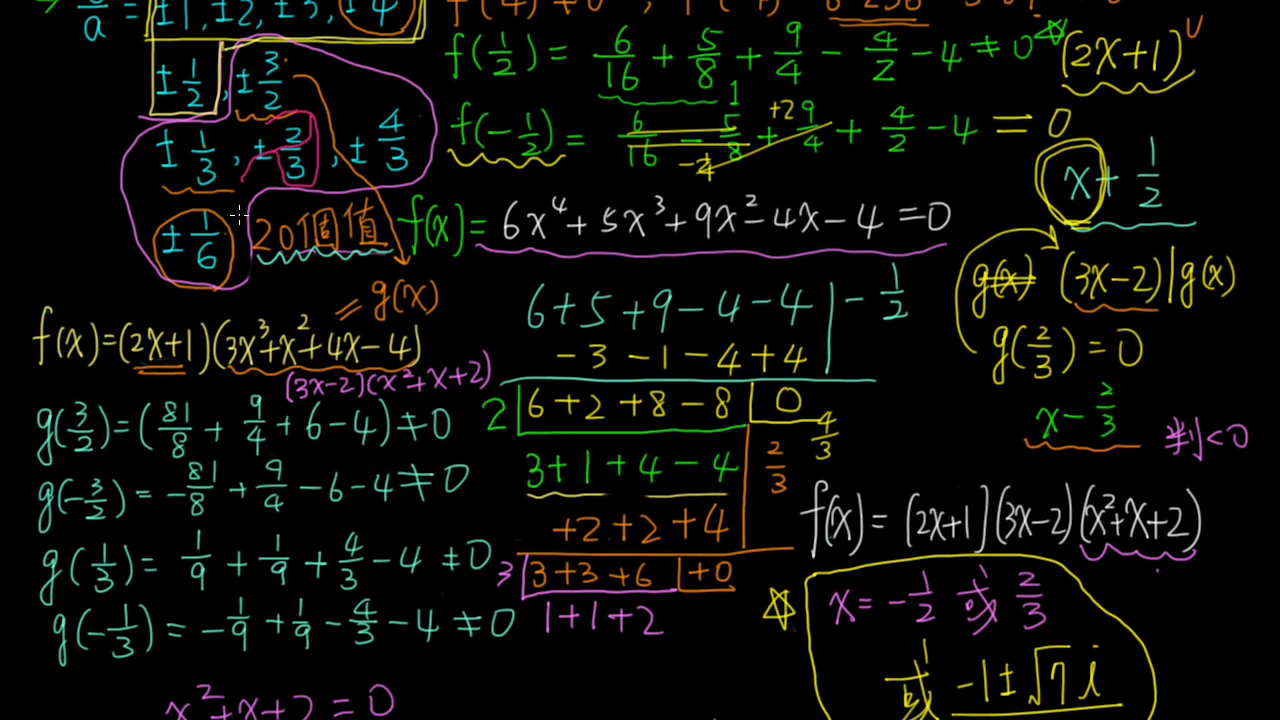 a = ±1, ±2, ±3, ±4
±1/2, ±3/2
±1/3, ±2/3, ±4/3
±1/6 20個值
f(1/2) = 6/16 + 5/8 + 9/4 - 4/2 - 4 ≠ 0
(2x+1)
f(-1/2) = 6/16 - 5/8 + 9/4 + 4/2 - 4 = 0
1
+2
-1/4
x + 1/2
f(x) = 6x⁴ + 5x³ + 9x² - 4x - 4 = 0
= g(x)
f(x) = (2x+1)(3x³+x²+4x-4)
(3x-2)(x²+x+2)
g(3/2) = (81/8 + 9/4 + 6 - 4) ≠ 0
g(-3/2) = -81/8 + 9/4 - 6 - 4 ≠ 0
g(1/3) = 1/9 + 1/9 + 4/3 - 4 ≠ 0
g(-1/3) = -1/9 + 1/9 - 4/3 - 4 ≠ 0
x² + x + 2 = 0
6 + 5 + 9 - 4 - 4 | -1/2
-3 - 1 - 4 + 4
2 | 6 + 2 + 8 - 8 | 0
3 + 1 + 4 - 4 | 2/3 4/3
+2 + 2 + 4
3 | 3 + 3 + 6 | +0
1 + 1 + 2
g(x) (3x-2) | g(x)
g(2/3) = 0
x - 2/3
判 < 0
f(x) = (2x+1)(3x-2)(x²+x+2)
x = -1/2 或 2/3
或 -1±√7 i